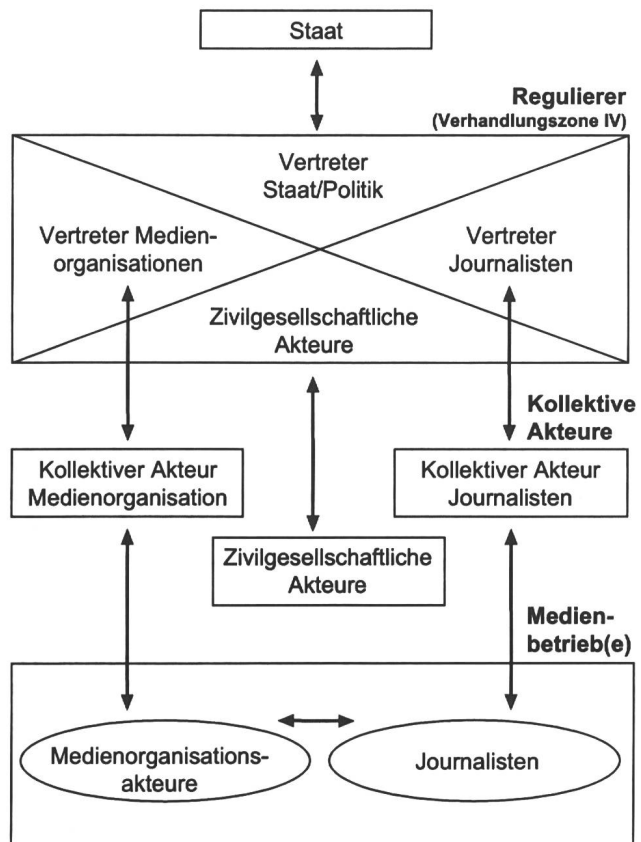 Staat
Regulierer
(Verhandlungszone IV)
Vertreter
Staat/Politik
Vertreter Medien-
organisationen
Vertreter
Journalisten
Zivilgesellschaftliche
Akteure
Kollektive
Akteure
Kollektiver Akteur
Medienorganisation
Kollektiver Akteur
Journalisten
Zivilgesellschaftliche
Akteure
Medien-
betrieb(e)
Medienorganisations-
akteure
Journalisten